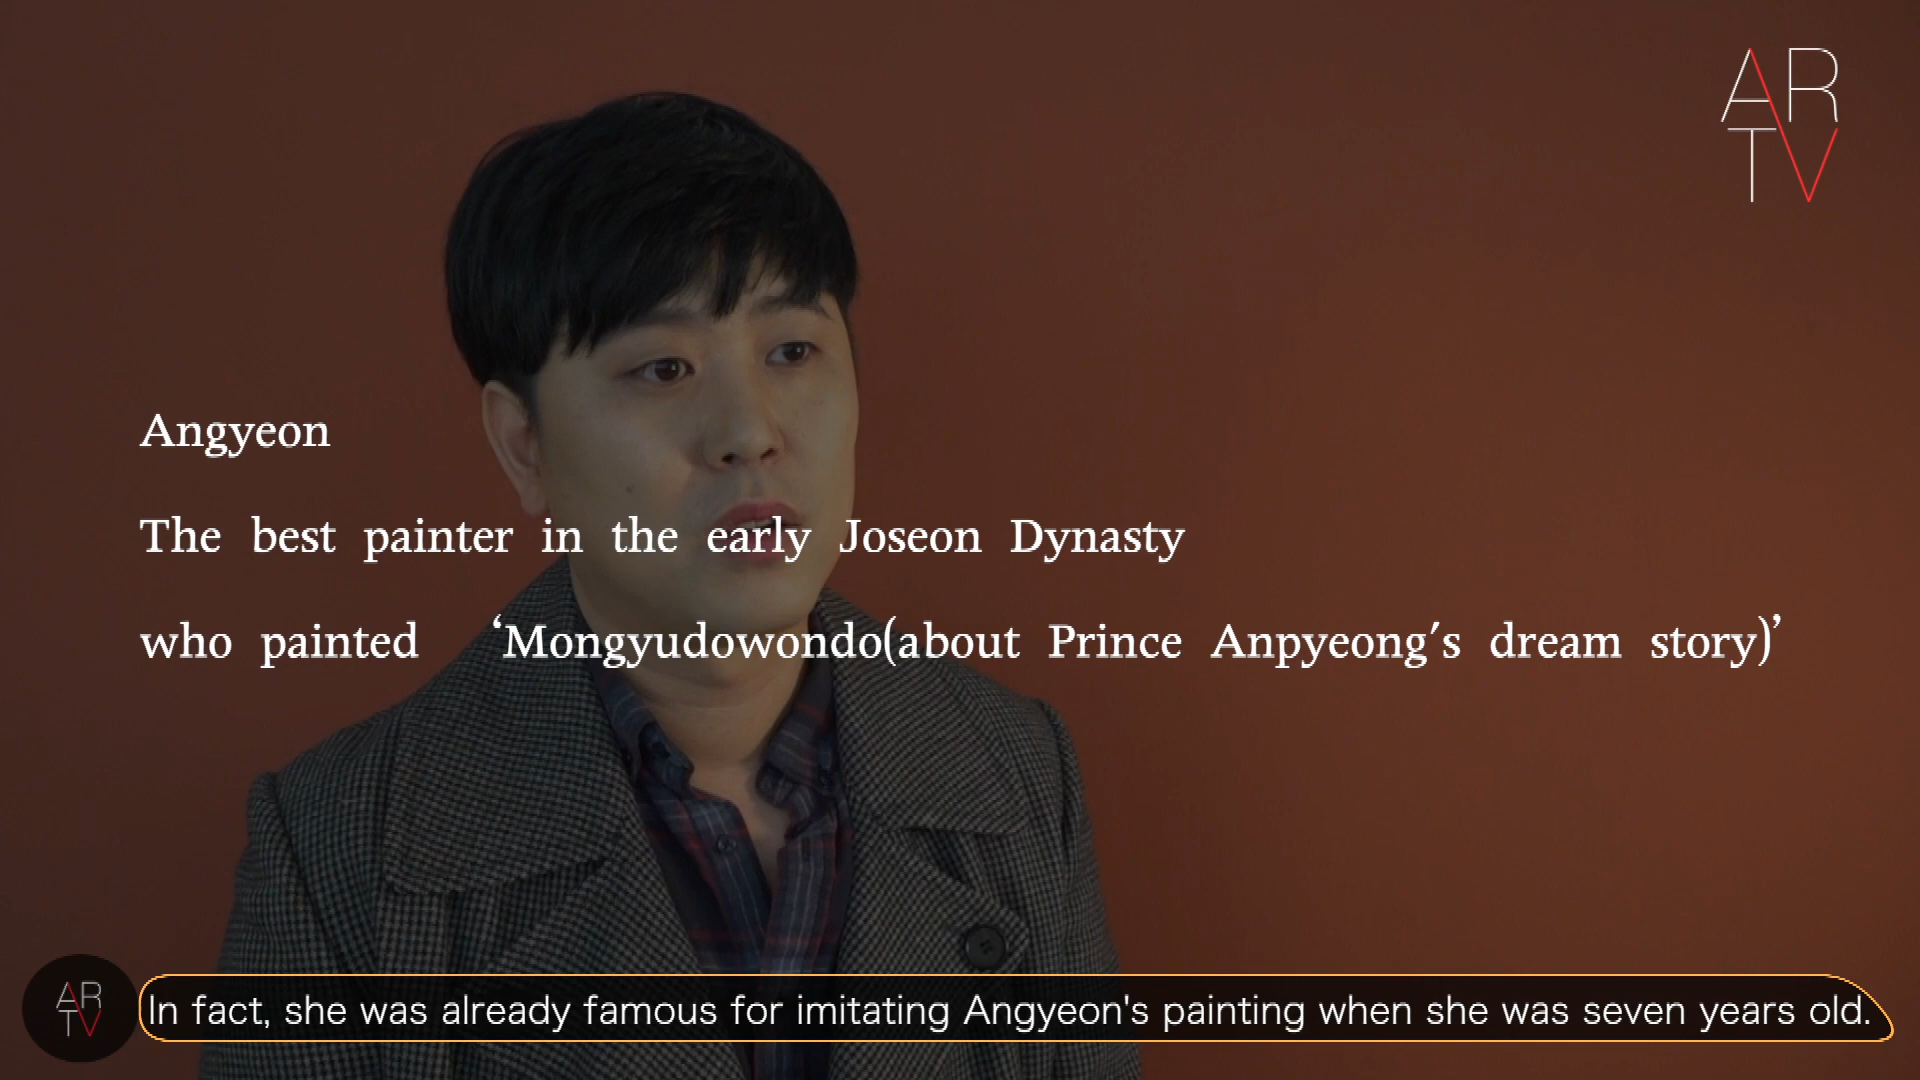 AR
TV
Angyeon
The best painter in the early Joseon Dynasty
who painted ‘Mongyudowondo(about Prince Anpyeong's dream story)’
AR
TV
In fact, she was already famous for imitating Angyeon's painting when she was seven years old.